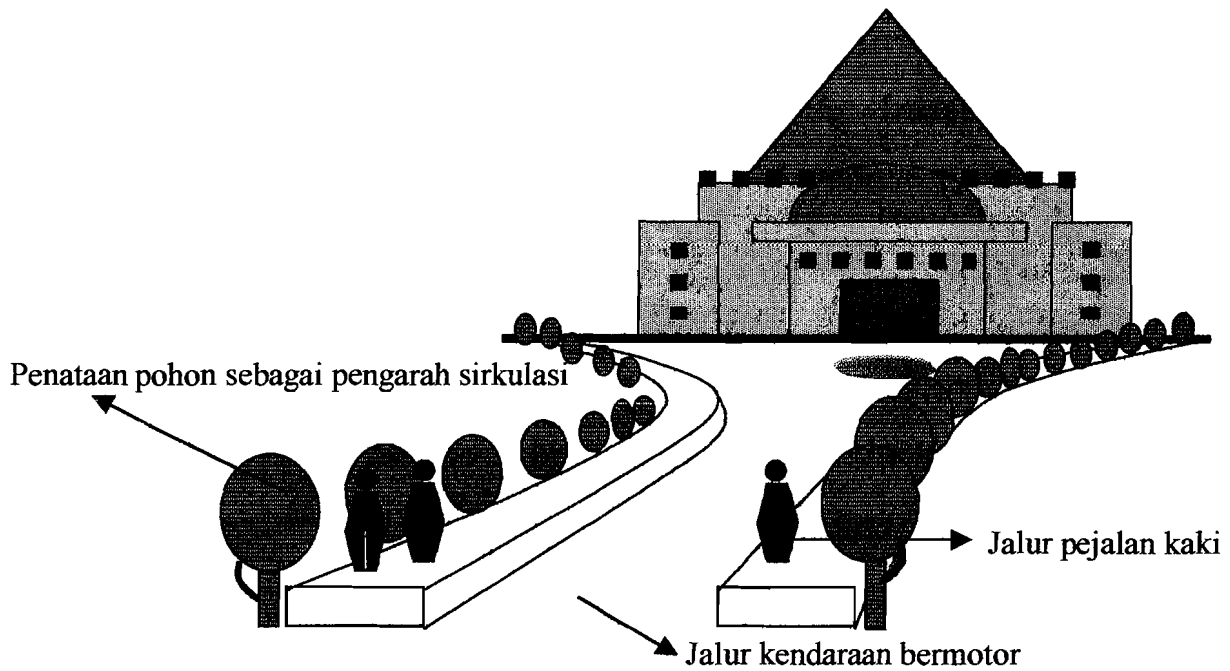 Penataan pohon sebagai pengarah sirkulasi
Jalur pejalan kaki
Jalur kendaraan bermotor